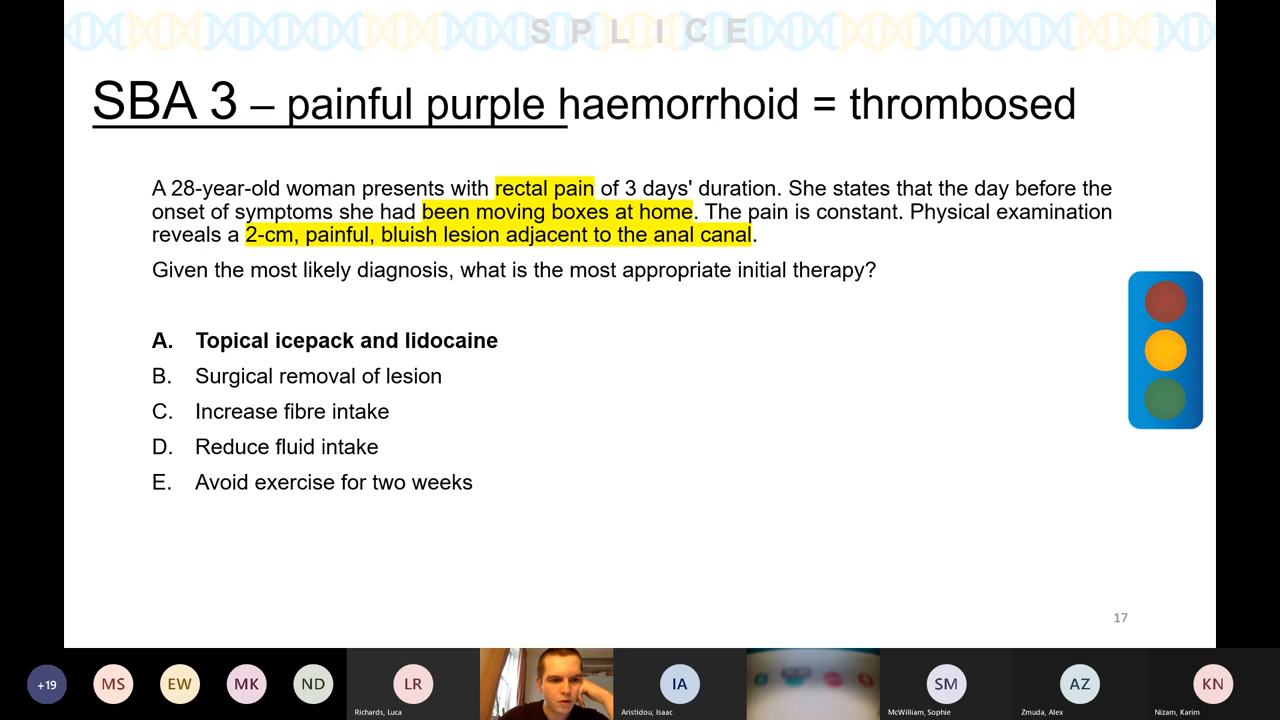 S P L I C E
SBA 3 – painful purple haemorrhoid = thrombosed
A 28-year-old woman presents with rectal pain of 3 days' duration. She states that the day before the
onset of symptoms she had been moving boxes at home. The pain is constant. Physical examination
reveals a 2-cm, painful, bluish lesion adjacent to the anal canal.
Given the most likely diagnosis, what is the most appropriate initial therapy?
A. Topical icepack and lidocaine
B. Surgical removal of lesion
C. Increase fibre intake
D. Reduce fluid intake
E. Avoid exercise for two weeks
17
+19 MS EW MK ND LR IA SM AZ KN
Richards, Luca Aristidou, Isaac McWilliam, Sophie Zmuda, Alex Nizam, Karim